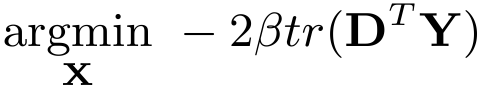 argmin − 2βtr(D^T Y)
X